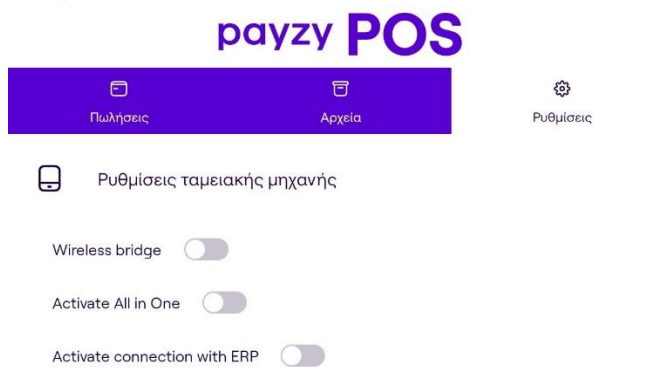 payzy POS
Πωλήσεις
Αρχεία
Ρυθμίσεις
Ρυθμίσεις ταμειακής μηχανής
Wireless bridge
Activate All in One
Activate connection with ERP